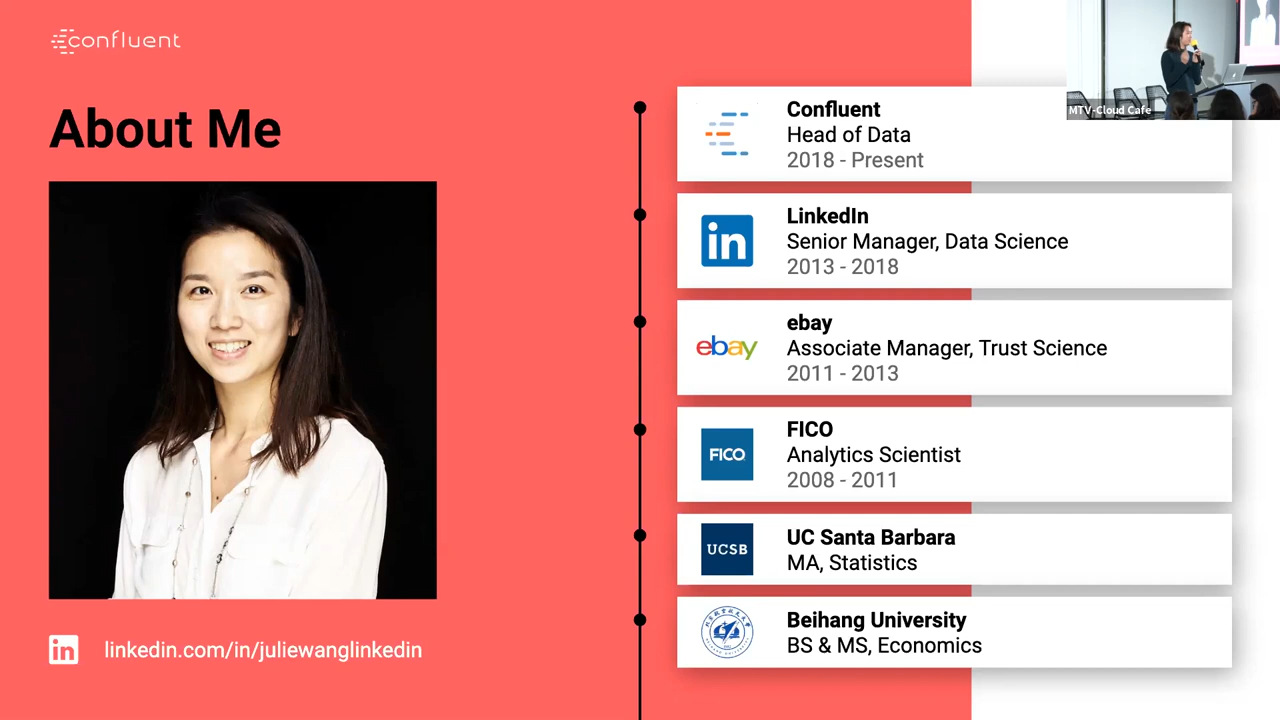 confluent
About Me
linkedin.com/in/juliewanglinkedin
MTV-Cloud Cafe
Confluent
Head of Data
2018 - Present
in
LinkedIn
Senior Manager, Data Science
2013 - 2018
ebay
ebay
Associate Manager, Trust Science
2011 - 2013
FICO
FICO
Analytics Scientist
2008 - 2011
UCSB
UC Santa Barbara
MA, Statistics
Beihang University
BS & MS, Economics